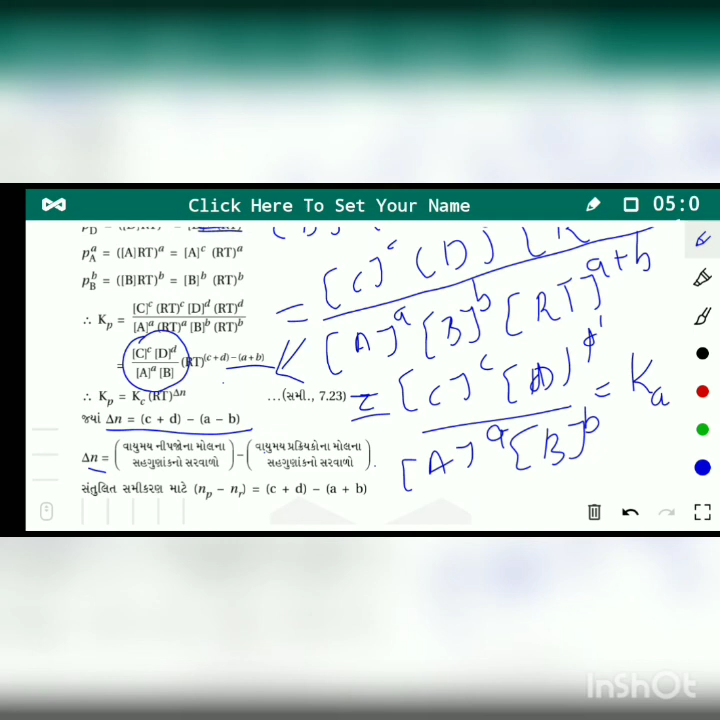 Click Here To Set Your Name 05:0
p_A^a = ([A]RT)^a = [A]^c (RT)^a
p_B^b = ([B]RT)^b = [B]^b (RT)^b
∴ K_p = [C]^c (RT)^c [D]^d (RT)^d / [A]^a (RT)^a [B]^b (RT)^b
= [C]^c [D]^d / [A]^a [B] (RT)^(c + d) – (a + b)
∴ K_p = K_c (RT)^Δn ...(સમી., 7.23)
જ્યાં Δn = (c + d) – (a – b)
Δn = (વાયુમય નીપજોના મોલના સહગુણાંકનો સરવાળો) – (વાયુમય પ્રક્રિયકોના મોલના સહગુણાંકનો સરવાળો).
સંતુલિત સમીકરણ માટે (n_p – n_r) = (c + d) – (a + b)
= [C]^c [D]
[A]^a [B]^b [RT]^a+b
= [C]^c [D] = K_a
[A]^a [B]^b
InShOt